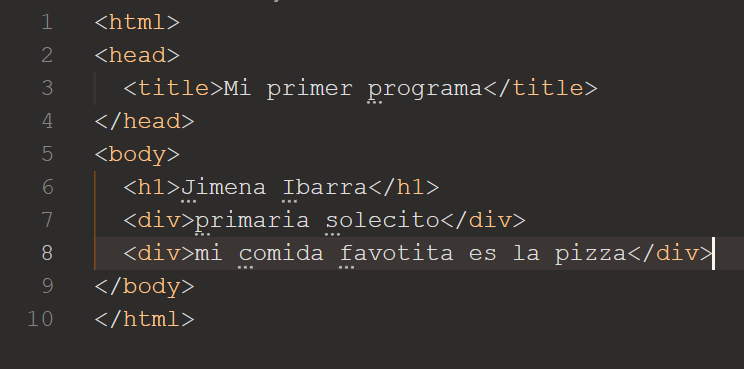 1 <html>
2 <head>
3 <title>Mi primer programa</title>
4 </head>
5 <body>
6 <h1>Jimena Ibarra</h1>
7 <div>primaria solecito</div>
8 <div>mi comida favotita es la pizza</div>
9 </body>
10 </html>